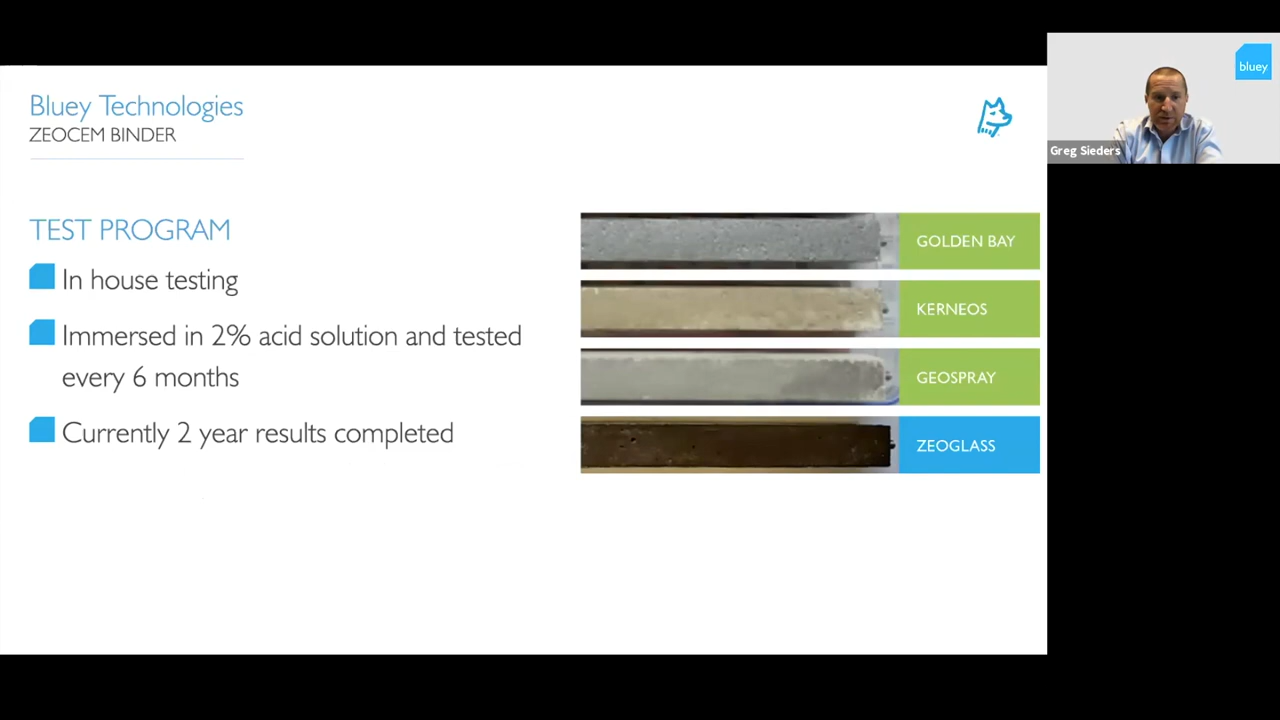 Bluey Technologies
ZEOCEM BINDER
TEST PROGRAM
In house testing
Immersed in 2% acid solution and tested
every 6 months
Currently 2 year results completed
GOLDEN BAY
KERNEOS
GEOSPRAY
ZEOGLASS
bluey
Greg Sieders